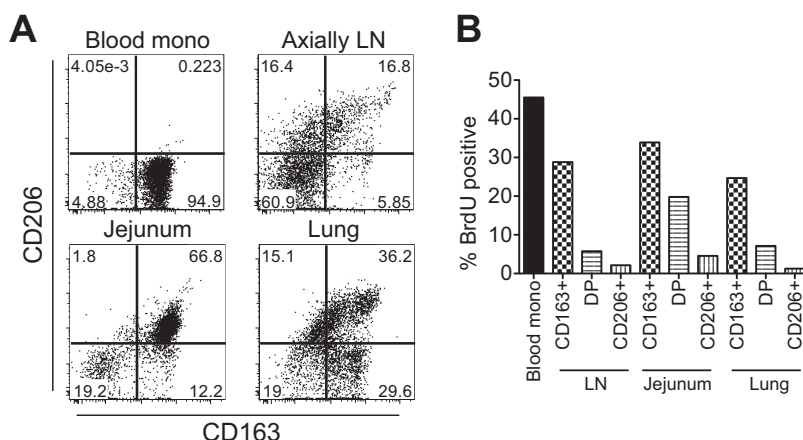 A
Blood mono
4.05e-3 0.223
4.88 94.9
Axially LN
16.4 16.8
60.9 5.85
Jejunum
1.8 66.8
19.2 12.2
Lung
15.1 36.2
19 29.6
CD206
CD163
B
% BrdU positive
50
40
30
20
10
0
Blood mono
CD163+
DP
CD206+
CD163+
DP
CD206+
CD163+
DP
CD206+
LN
Jejunum
Lung